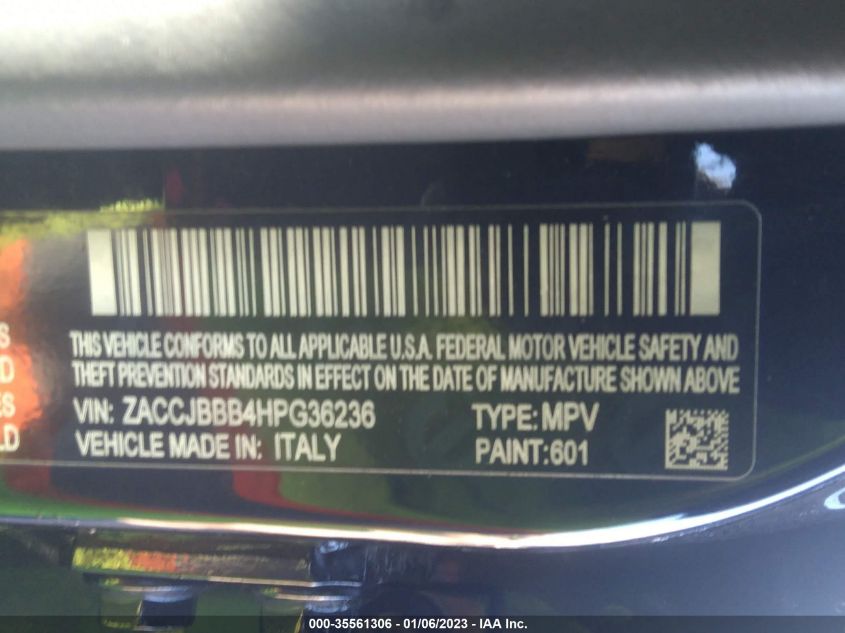 THIS VEHICLE CONFORMS TO ALL APPLICABLE U.S.A. FEDERAL MOTOR VEHICLE SAFETY AND
THEFT PREVENTION STANDARDS IN EFFECT ON THE DATE OF MANUFACTURE SHOWN ABOVE
VIN: ZACCJBBB4HPG36236 TYPE: MPV
VEHICLE MADE IN: ITALY PAINT:601
000-35561306 - 01/06/2023 - IAA Inc.